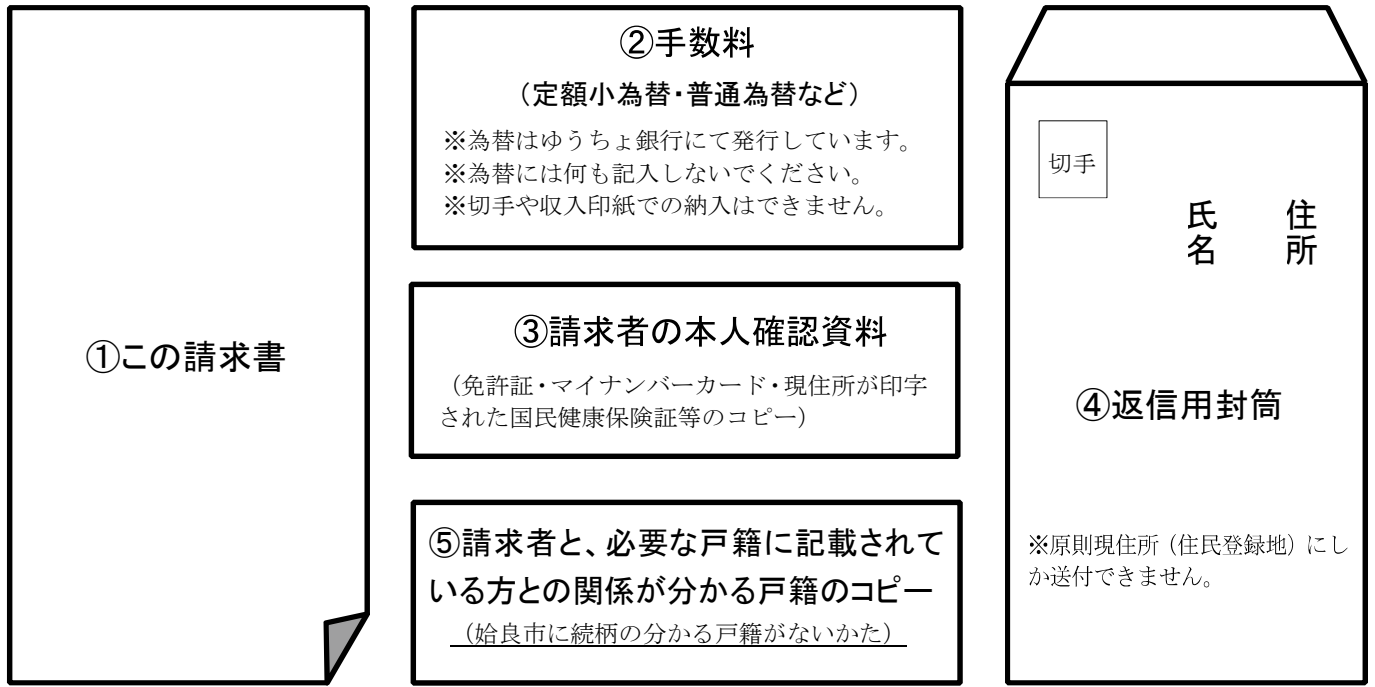 ①この請求書
②手数料
（定額小為替・普通為替など）
※為替はゆうちょ銀行にて発行しています。
※為替には何も記入しないでください。
※切手や収入印紙での納入はできません。
③請求者の本人確認資料
（免許証・マイナンバーカード・現住所が印字
された国民健康保険証等のコピー）
⑤請求者と、必要な戸籍に記載されて
いる方との関係が分かる戸籍のコピー
（姶良市に続柄の分かる戸籍がないかた）
切手
住所
氏名
④返信用封筒
※原則現住所（住民登録地）にし
か送付できません。